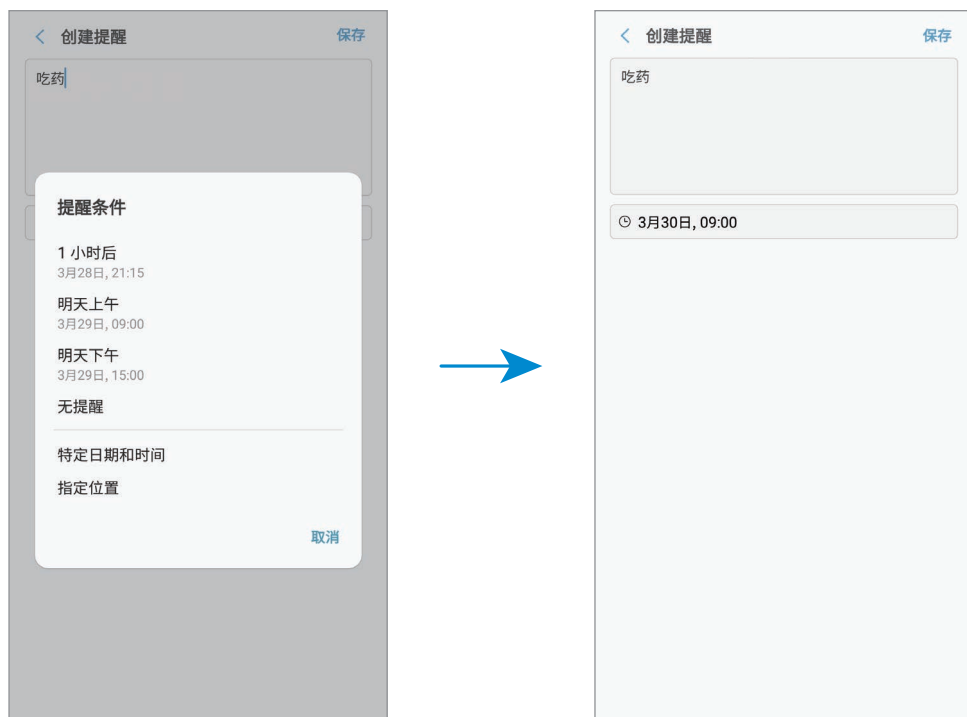 创建提醒
保存
吃药
提醒条件
1 小时后
3月28日, 21:15
明天上午
3月29日, 09:00
明天下午
3月29日, 15:00
无提醒
特定日期和时间
指定位置
取消
创建提醒
保存
吃药
3月30日, 09:00